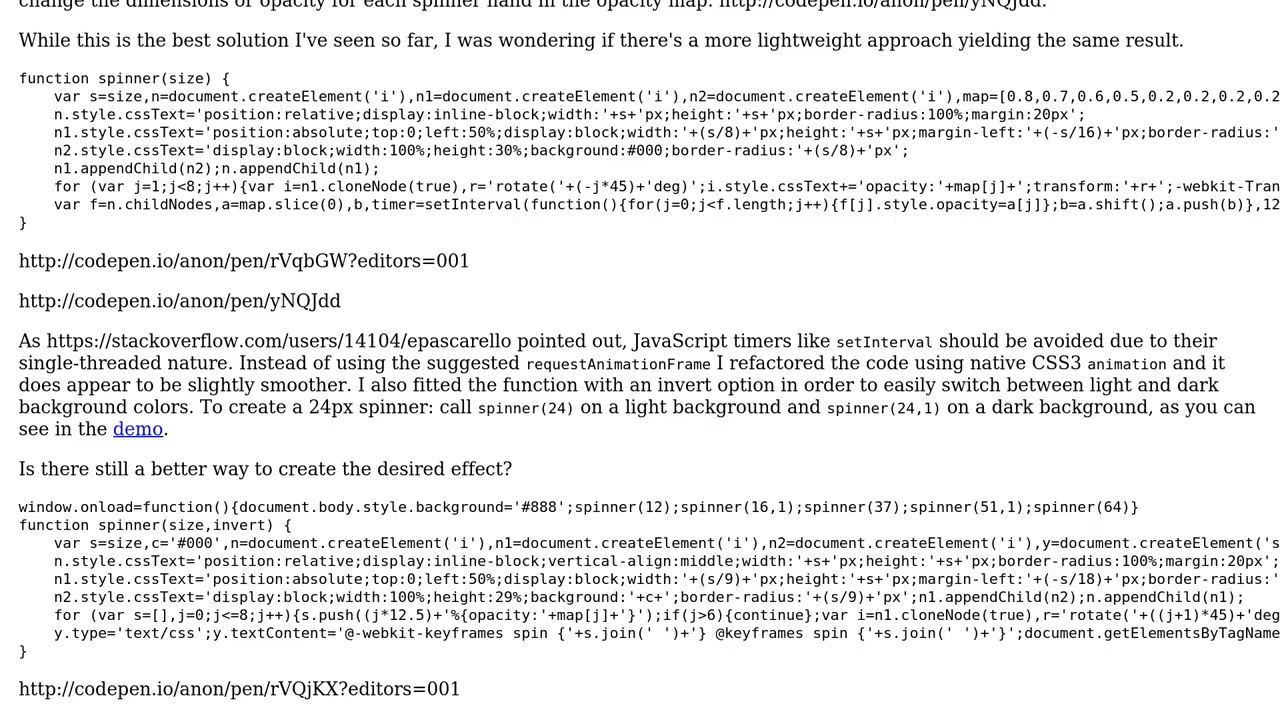 change the dimensions or opacity for each spinner hand in the opacity map: http://codepen.io/anon/pen/yNQJdd.
While this is the best solution I've seen so far, I was wondering if there's a more lightweight approach yielding the same result.
function spinner(size) {
    var s=size,n=document.createElement('i'),n1=document.createElement('i'),n2=document.createElement('i'),map=[0.8,0.7,0.6,0.5,0.2,0.2,0.2,0.2
    n.style.cssText='position:relative;display:inline-block;width:'+s+'px;height:'+s+'px;border-radius:100%;margin:20px';
    n1.style.cssText='position:absolute;top:0;left:50%;display:block;width:'+(s/8)+'px;height:'+s+'px;margin-left:'+(-s/16)+'px;border-radius:'
    n2.style.cssText='display:block;width:100%;height:30%;background:#000;border-radius:'+(s/8)+'px';
    n1.appendChild(n2);n.appendChild(n1);
    for (var j=1;j<8;j++){var i=n1.cloneNode(true),r='rotate('+(-j*45)+'deg)';i.style.cssText+='opacity:'+map[j]+';transform:'+r+';-webkit-Tran
    var f=n.childNodes,a=map.slice(0),b,timer=setInterval(function(){for(j=0;j<f.length;j++){f[j].style.opacity=a[j]};b=a.shift();a.push(b)},12
}
http://codepen.io/anon/pen/rVqbGW?editors=001
http://codepen.io/anon/pen/yNQJdd
As https://stackoverflow.com/users/14104/epascarello pointed out, JavaScript timers like setInterval should be avoided due to their
single-threaded nature. Instead of using the suggested requestAnimationFrame I refactored the code using native CSS3 animation and it
does appear to be slightly smoother. I also fitted the function with an invert option in order to easily switch between light and dark
background colors. To create a 24px spinner: call spinner(24) on a light background and spinner(24,1) on a dark background, as you can
see in the demo.
Is there still a better way to create the desired effect?
window.onload=function(){document.body.style.background='#888';spinner(12);spinner(16,1);spinner(37);spinner(51,1);spinner(64)}
function spinner(size,invert) {
    var s=size,c='#000',n=document.createElement('i'),n1=document.createElement('i'),n2=document.createElement('i'),y=document.createElement('s
    n.style.cssText='position:relative;display:inline-block;vertical-align:middle;width:'+s+'px;height:'+s+'px;border-radius:100%;margin:20px';
    n1.style.cssText='position:absolute;top:0;left:50%;display:block;width:'+(s/9)+'px;height:'+s+'px;margin-left:'+(-s/18)+'px;border-radius:'
    n2.style.cssText='display:block;width:100%;height:29%;background:'+c+';border-radius:'+(s/9)+'px';n1.appendChild(n2);n.appendChild(n1);
    for (var s=[],j=0;j<=8;j++){s.push((j*12.5)+'%{opacity:'+map[j]+'}');if(j>6){continue};var i=n1.cloneNode(true),r='rotate('+((j+1)*45)+'deg
    y.type='text/css';y.textContent='@-webkit-keyframes spin {'+s.join(' ')+'} @keyframes spin {'+s.join(' ')+'}';document.getElementsByTagName
}
http://codepen.io/anon/pen/rVQjKX?editors=001